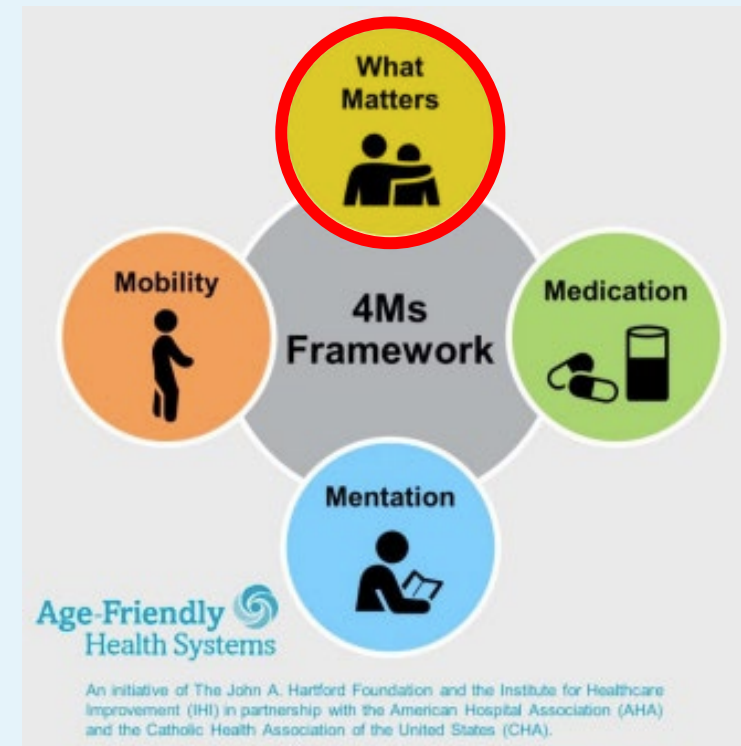 What
Matters
Mobility
4Ms
Framework
Medication
Mentation
Age-Friendly
Health Systems
An initiative of The John A. Hartford Foundation and the Institute for Healthcare
Improvement (IHI) in partnership with the American Hospital Association (AHA)
and the Catholic Health Association of the United States (CHA).